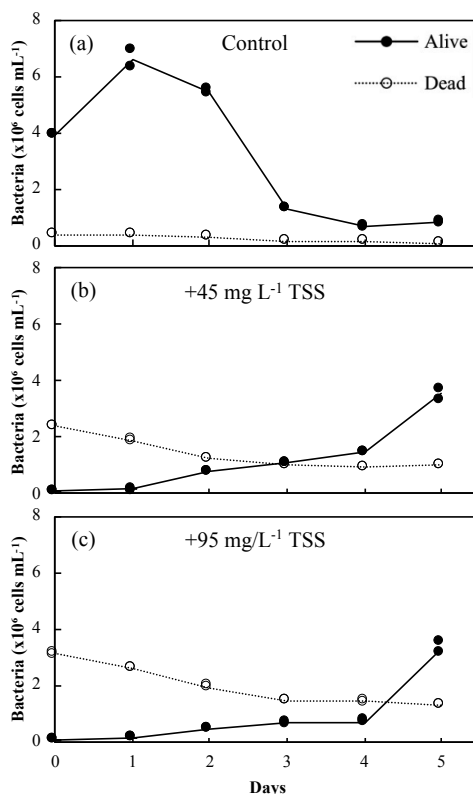 (a) Control
Alive
Dead
Bacteria (x10⁶ cells mL⁻¹)
8
6
4
2
0
(b) +45 mg L⁻¹ TSS
Bacteria (x10⁶ cells mL⁻¹)
8
6
4
2
0
(c) +95 mg/L⁻¹ TSS
Bacteria (x10⁶ cells mL⁻¹)
8
6
4
2
0
0 1 2 3 4 5
Days